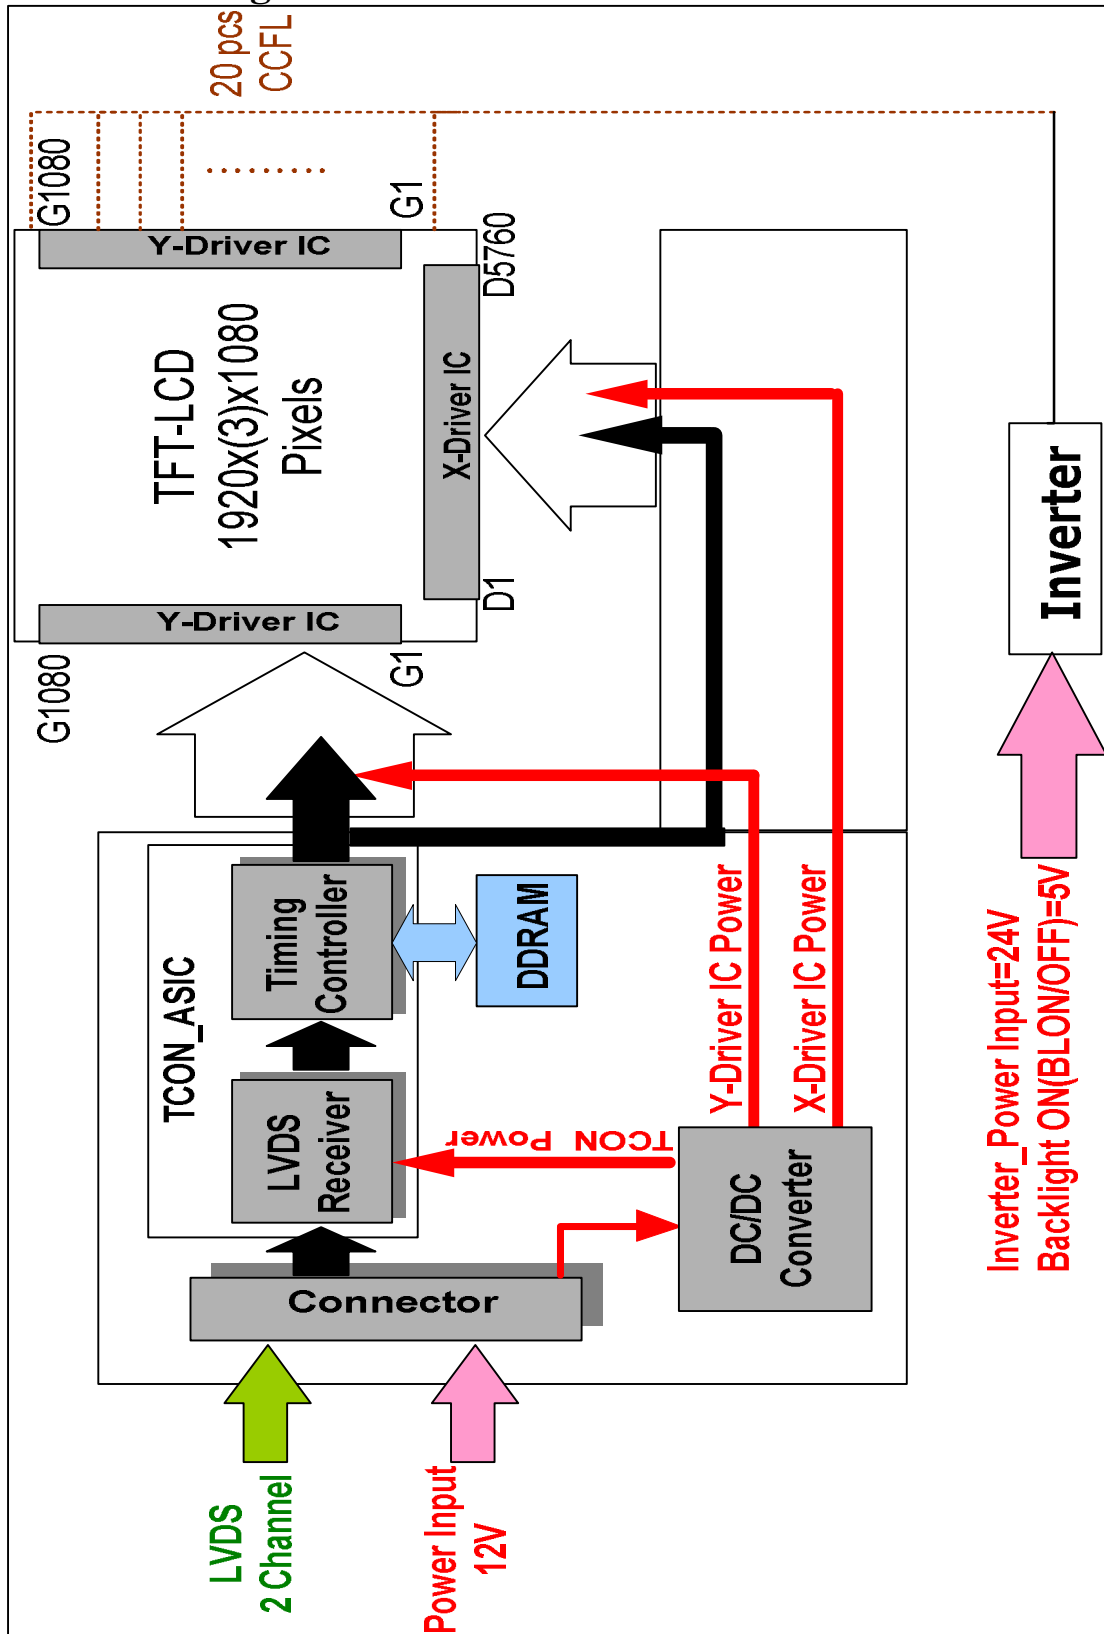 20 pcs
CCFL
G1080
Y-Driver IC
G1
TFT-LCD
1920x(3)x1080
Pixels
X-Driver IC
D5760
D1
Y-Driver IC
G1080
G1
TCON_ASIC
Timing
Controller
DDRAM
LVDS
Receiver
Connector
TCON Power
Y-Driver IC Power
X-Driver IC Power
DC/DC
Converter
LVDS
2 Channel
Power Input
12V
Inverter
Inverter_Power Input=24V
Backlight ON(BLON/OFF)=5V